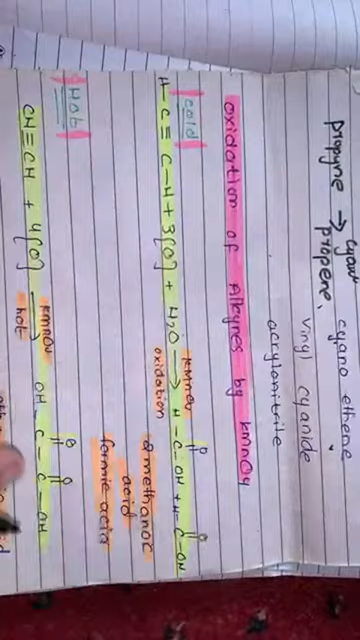 propyne → cyano propene,
cyano ethene
vinyl cyanide
acrylonitrile
oxidation of Alkynes by kmno4
cold
H-C≡C-H+3[O] + H2O → H-C-OH+H-C-OH
kMnO4
oxidation
O
O
methanoic
acid
formic acid
Hot
CH≡CH + 4[O] → OH-C-C-OH
kmno4
hot
O
O